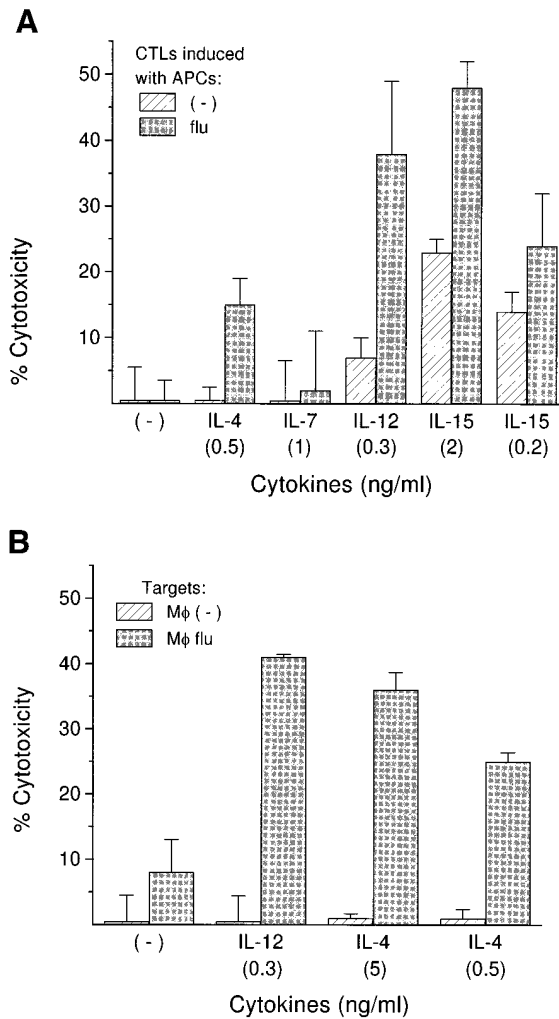 A
CTLs induced
with APCs:
( - )
flu
50
40
30
20
10
% Cytotoxicity
( - ) IL-4 IL-7 IL-12 IL-15 IL-15
(0.5) (1) (0.3) (2) (0.2)
Cytokines (ng/ml)
B
Targets:
Mϕ ( - )
Mϕ flu
50
40
30
20
10
% Cytotoxicity
( - ) IL-12 IL-4 IL-4
(0.3) (5) (0.5)
Cytokines (ng/ml)